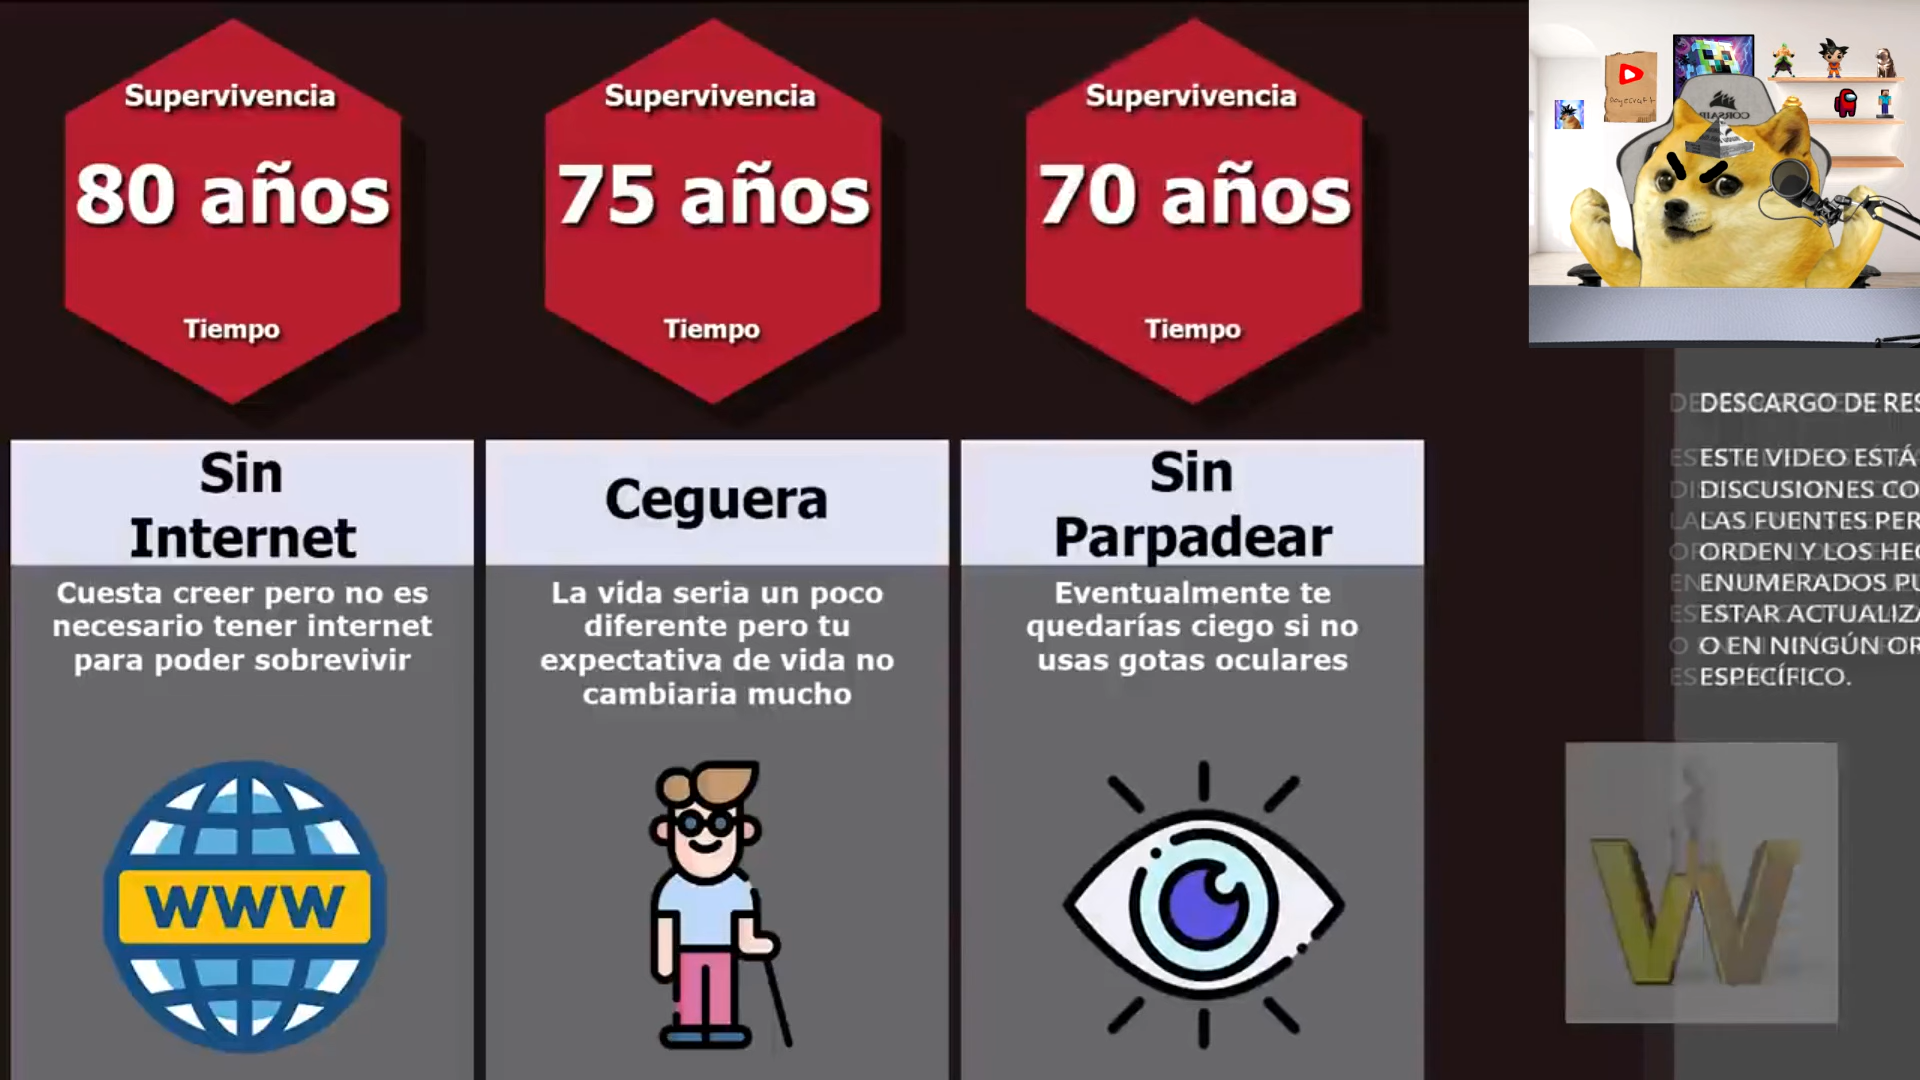 Supervivencia
80 años
Tiempo
Supervivencia
75 años
Tiempo
Supervivencia
70 años
Tiempo
Sin
Internet
Cuesta creer pero no es
necesario tener internet
para poder sobrevivir
WWW
Ceguera
La vida seria un poco
diferente pero tu
expectativa de vida no
cambiaria mucho
Sin
Parpadear
Eventualmente te
quedarías ciego si no
usas gotas oculares
CORSAIR
DESCARGO DE RES
ESTE VIDEO ESTÁ
DISCUSIONES CO
LAS FUENTES PER
ORDEN Y LOS HEC
ENUMERADOS PU
ESTAR ACTUALIZA
O EN NINGÚN OR
ESPECÍFICO.
W